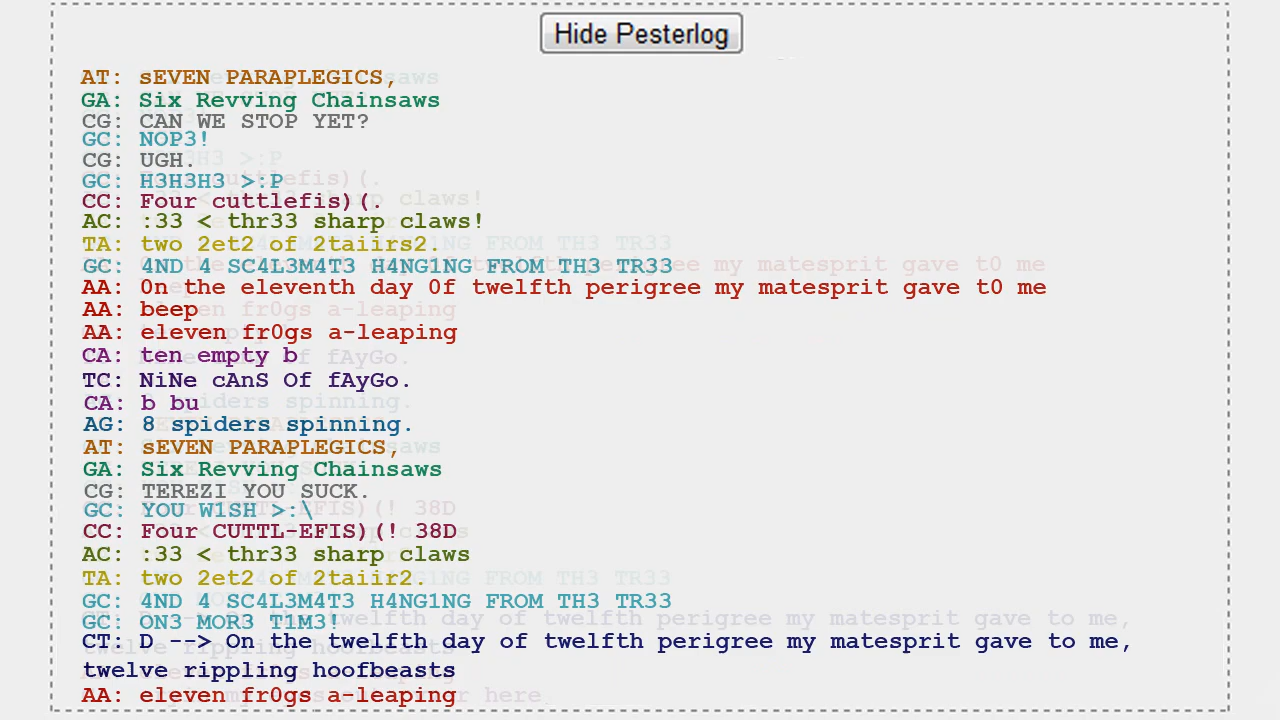 Hide Pesterlog
AT: sEVEN PARAPLEGICS,
GA: Six Revving Chainsaws
CG: CAN WE STOP YET?
GC: NOP3!
CG: UGH.
GC: H3H3H3 >:P
CC: Four cuttlefis)(.
AC: :33 < thr33 sharp claws!
TA: two 2et2 of 2taiirs2.
GC: 4ND 4 SC4L3M4T3 H4NG1NG FROM TH3 TR33
AA: 0n the eleventh day 0f twelfth perigree my matesprit gave t0 me
AA: beep
AA: eleven fr0gs a-leaping
CA: ten empty b
TC: NiNe cAnS Of fAyGo.
CA: b bu
AG: 8 spiders spinning.
AT: sEVEN PARAPLEGICS,
GA: Six Revving Chainsaws
CG: TEREZI YOU SUCK.
GC: YOU W1SH >:\
CC: Four CUTTL-EFIS)(! 38D
AC: :33 < thr33 sharp claws
TA: two 2et2 of 2taiir2.
GC: 4ND 4 SC4L3M4T3 H4NG1NG FROM TH3 TR33
GC: ON3 MOR3 T1M3!
CT: D --> On the twelfth day of twelfth perigree my matesprit gave to me,
twelve rippling hoofbeasts
AA: eleven fr0gs a-leaping